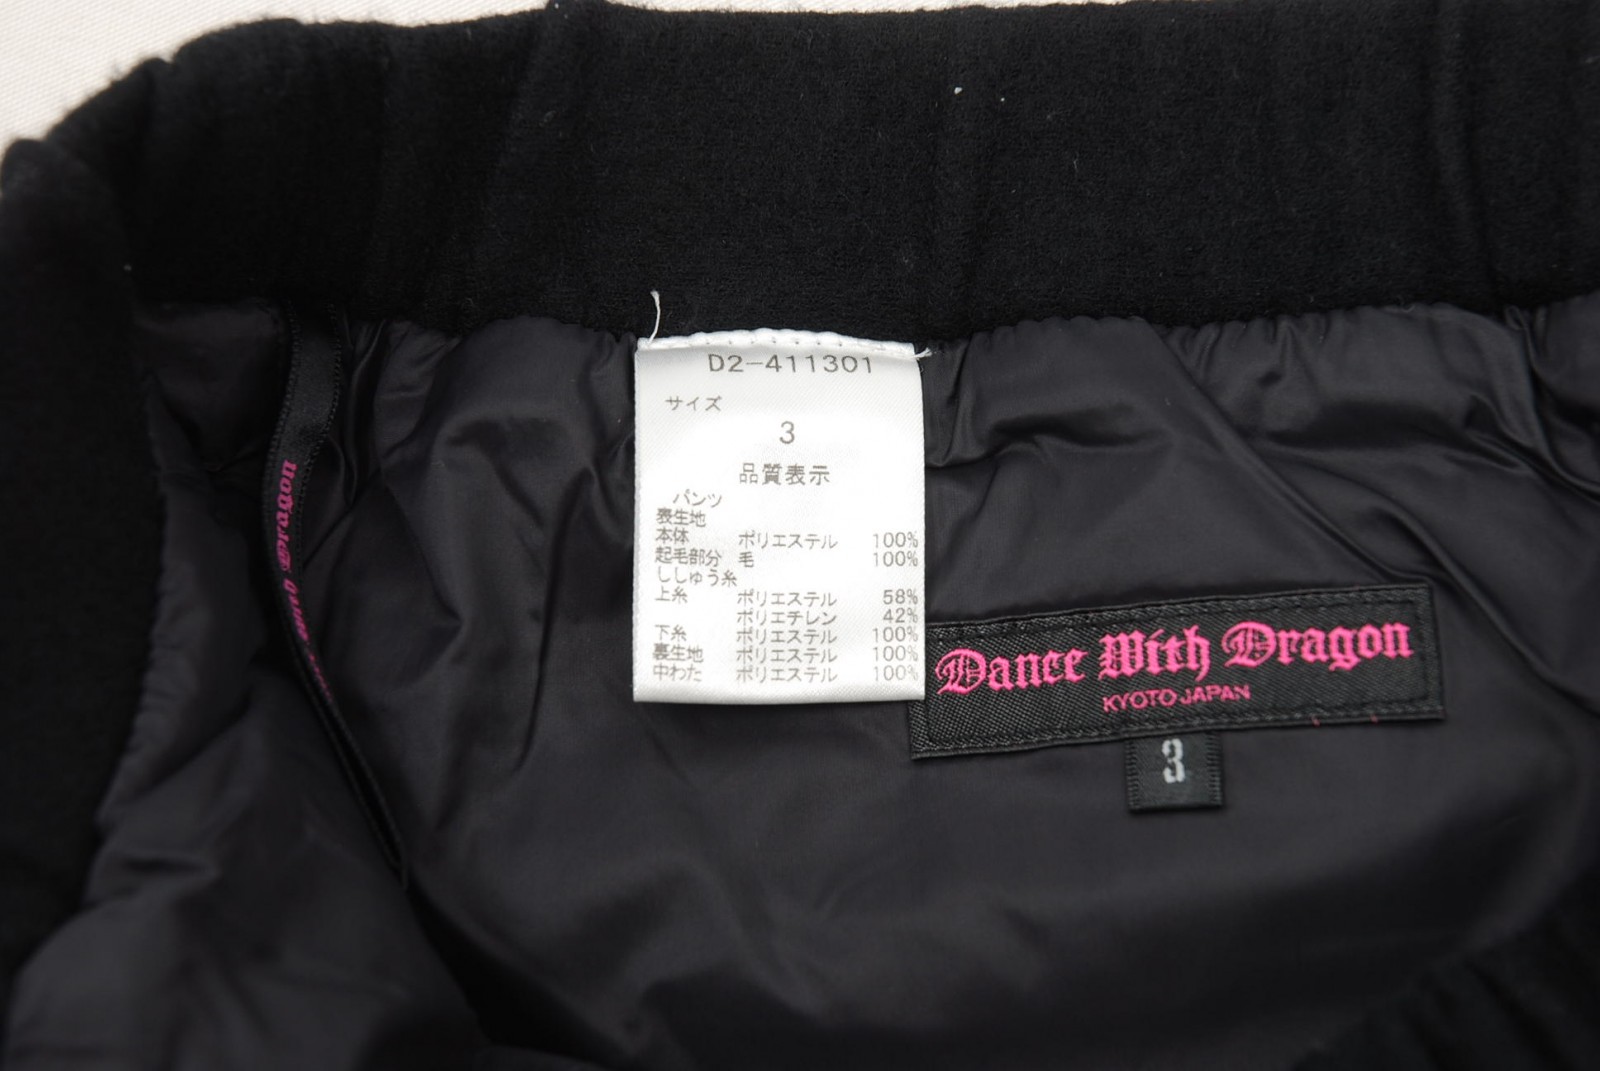 D2-411301
サイズ
3
品質表示
パンツ
表生地
本体 ポリエステル 100%
起毛部分 毛 100%
ししゅう糸
上糸 ポリエステル 58%
ポリエチレン 42%
下糸 ポリエステル 100%
裏生地 ポリエステル 100%
中わた ポリエステル 100%
Dance With Dragon
KYOTO JAPAN
3
Dragon